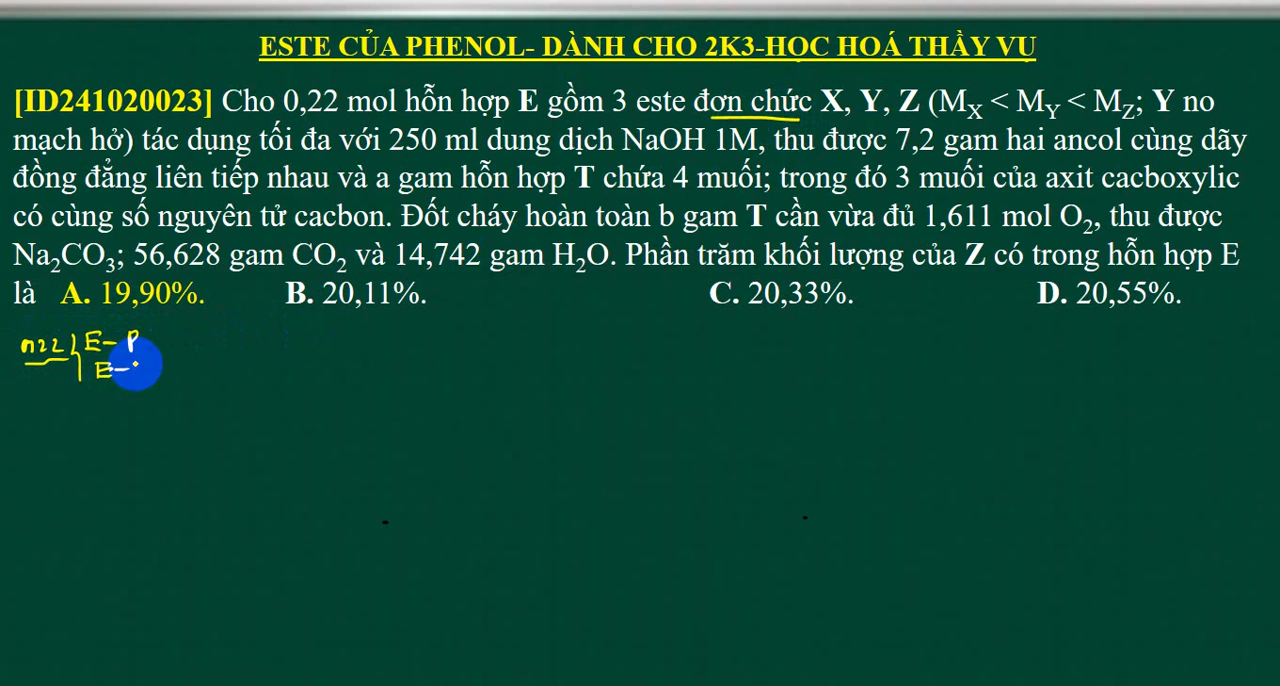 ESTE CỦA PHENOL- DÀNH CHO 2K3-HỌC HOÁ THẦY VỤ
[ID241020023] Cho 0,22 mol hỗn hợp E gồm 3 este đơn chức X, Y, Z (MX < MY < MZ; Y no
mạch hở) tác dụng tối đa với 250 ml dung dịch NaOH 1M, thu được 7,2 gam hai ancol cùng dãy
đồng đẳng liên tiếp nhau và a gam hỗn hợp T chứa 4 muối; trong đó 3 muối của axit cacboxylic
có cùng số nguyên tử cacbon. Đốt cháy hoàn toàn b gam T cần vừa đủ 1,611 mol O2, thu được
Na2CO3; 56,628 gam CO2 và 14,742 gam H2O. Phần trăm khối lượng của Z có trong hỗn hợp E
là A. 19,90%. B. 20,11%. C. 20,33%. D. 20,55%.
E- P
E-